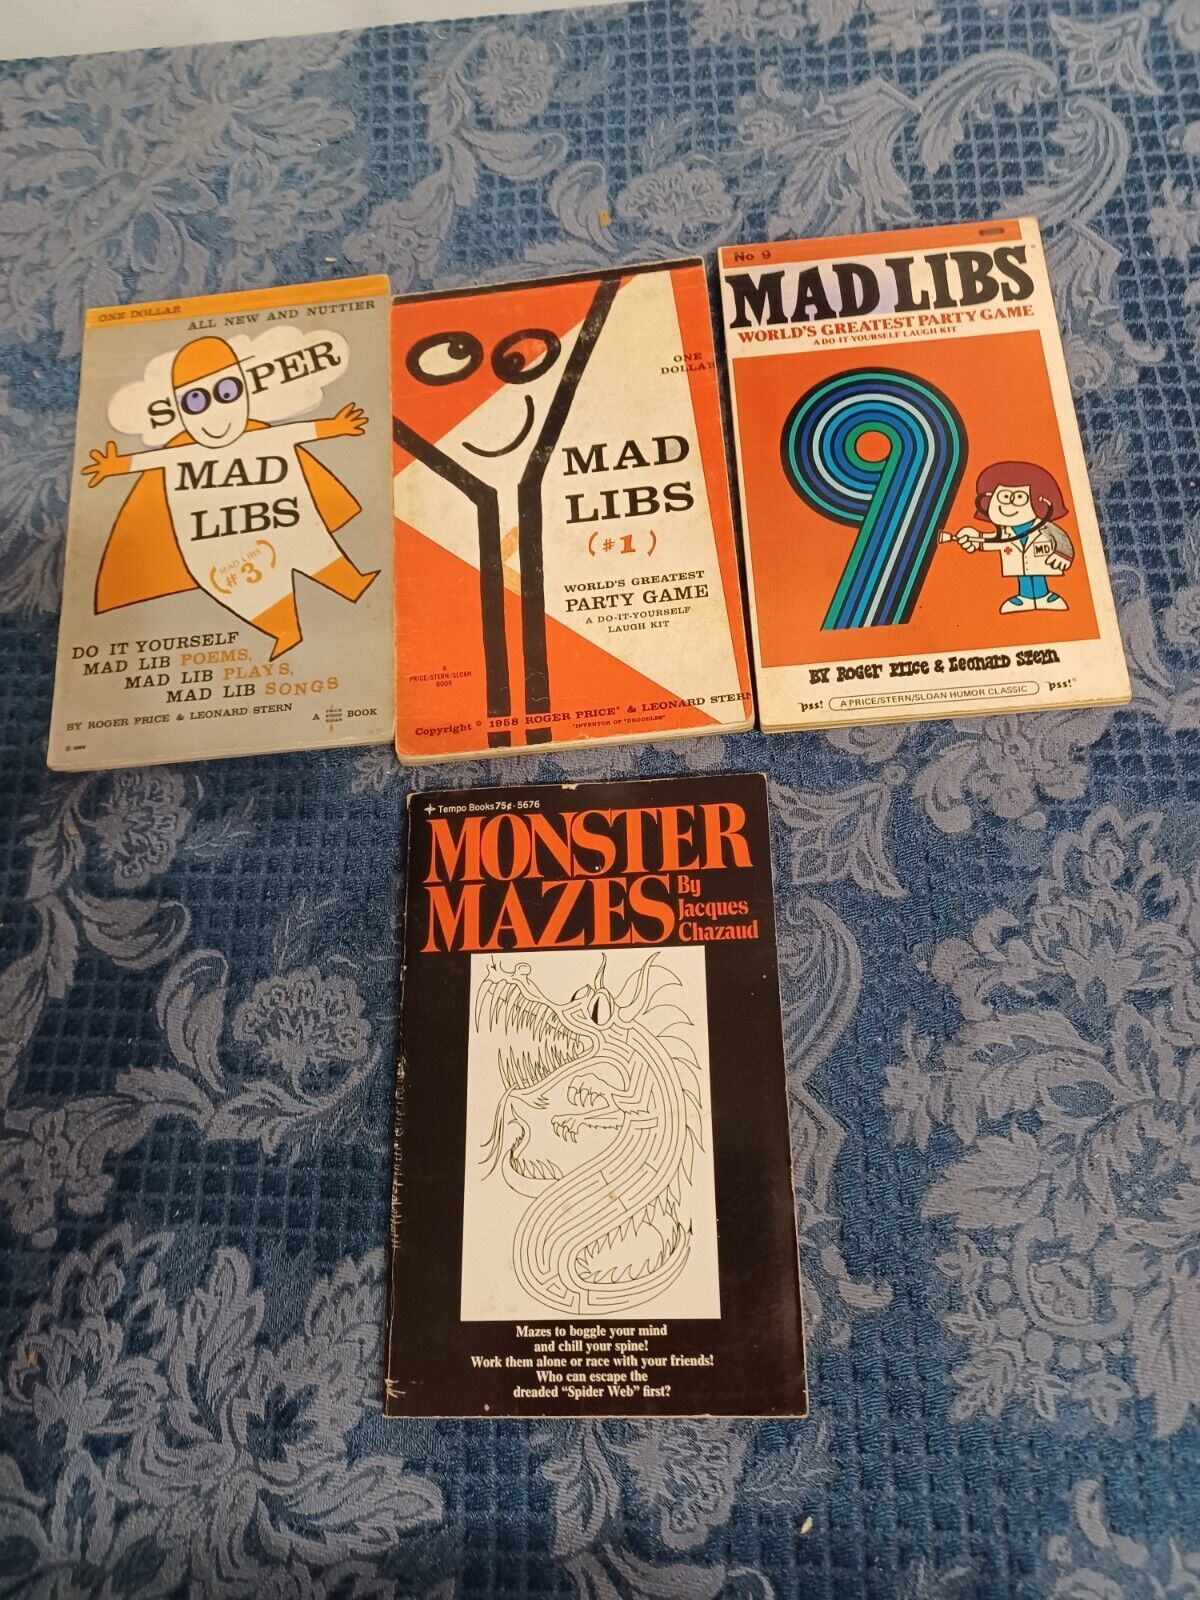 ONE DOLLAR
ALL NEW AND NUTTIER
SOOPER
MAD
LIBS
(MAD LIBS
#3)
DO IT YOURSELF
MAD LIB POEMS,
MAD LIB PLAYS,
MAD LIB SONGS
BY ROGER PRICE & LEONARD STERN
A PRICE STERN SLOAN BOOK
ONE
DOLLAR
MAD
LIBS
(#1)
WORLD'S GREATEST
PARTY GAME
A DO-IT-YOURSELF
LAUGH KIT
A
PRICE/STERN/SLOAN
BOOK
Copyright © 1958 ROGER PRICE* & LEONARD STERN
*INVENTOR OF "DROODLES"
No 9
MAD LIBS®
WORLD'S GREATEST PARTY GAME
A DO-IT-YOURSELF LAUGH KIT
9
MD
BY Roger Price & Leonard Stern
pss! A PRICE/STERN/SLOAN HUMOR CLASSIC pss!®
Tempo Books 75¢·5676
MONSTER
MAZES
By
Jacques
Chazaud
Mazes to boggle your mind
and chill your spine!
Work them alone or race with your friends!
Who can escape the
dreaded “Spider Web” first?